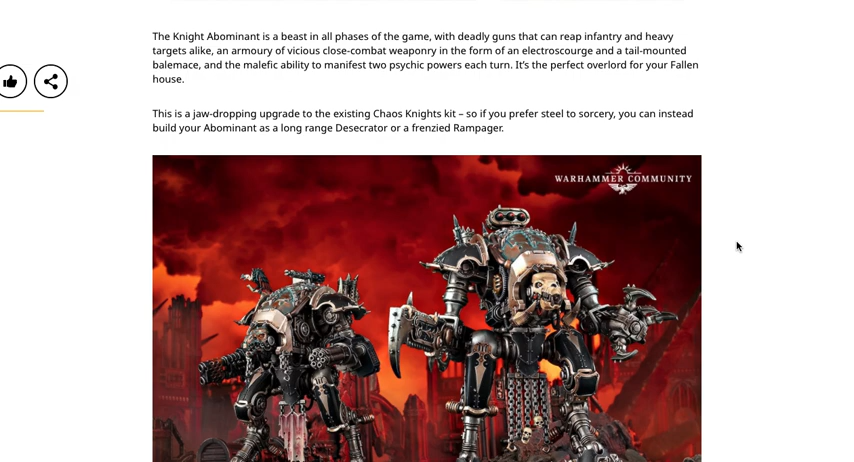 The Knight Abominant is a beast in all phases of the game, with deadly guns that can reap infantry and heavy
targets alike, an armoury of vicious close-combat weaponry in the form of an electroscourge and a tail-mounted
balemace, and the malefic ability to manifest two psychic powers each turn. It’s the perfect overlord for your Fallen
house.
This is a jaw-dropping upgrade to the existing Chaos Knights kit – so if you prefer steel to sorcery, you can instead
build your Abominant as a long range Desecrator or a frenzied Rampager.
WARHAMMER COMMUNITY